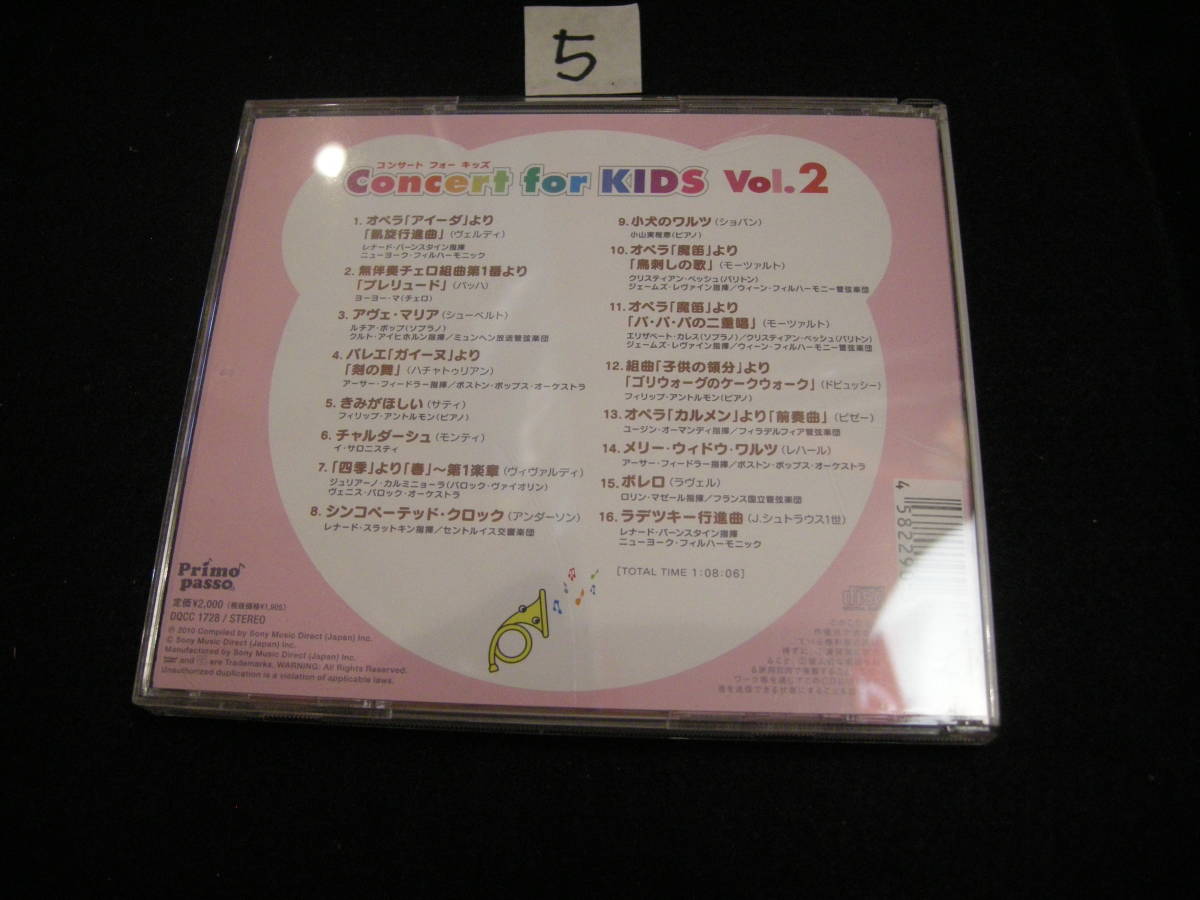 5
コンサート フォー キッズ
Concert for KIDS Vol.2
1. オペラ「アイーダ」より
「凱旋行進曲」(ヴェルディ)
レナード・バーンスタイン指揮
ニューヨーク・フィルハーモニック
2. 無伴奏チェロ組曲第1番より
「プレリュード」(バッハ)
ヨーヨー・マ(チェロ)
3. アヴェ・マリア(シューベルト)
ルチア・ポップ(ソプラノ)
クルト・アイヒホルン指揮/ミュンヘン放送管弦楽団
4. バレエ「ガイーヌ」より
「剣の舞」(ハチャトゥリアン)
アーサー・フィードラー指揮/ボストン・ポップス・オーケストラ
5. きみがほしい(サティ)
フィリップ・アントルモン(ピアノ)
6. チャルダーシュ(モンティ)
イ・サロニスティ
7. 「四季」より「春」〜第1楽章(ヴィヴァルディ)
ジュリアーノ・カルミニョーラ(バロック・ヴァイオリン)
ヴェニス・バロック・オーケストラ
8. シンコペーテッド・クロック(アンダーソン)
レナード・スラットキン指揮/セントルイス交響楽団
9. 小犬のワルツ(ショパン)
小山実稚恵(ピアノ)
10. オペラ「魔笛」より
「鳥刺しの歌」(モーツァルト)
クリスティアン・ベッシュ(バリトン)
ジェームズ・レヴァイン指揮/ウィーン・フィルハーモニー管弦楽団
11. オペラ「魔笛」より
「パ・パ・パの二重唱」(モーツァルト)
エリザベート・カレス(ソプラノ)/クリスティアン・ベッシュ(バリトン)
ジェームズ・レヴァイン指揮/ウィーン・フィルハーモニー管弦楽団
12. 組曲「子供の領分」より
「ゴリウォーグのケークウォーク」(ドビュッシー)
フィリップ・アントルモン(ピアノ)
13. オペラ「カルメン」より「前奏曲」(ビゼー)
ユージン・オーマンディ指揮/フィラデルフィア管弦楽団
14. メリー・ウィドウ・ワルツ(レハール)
アーサー・フィードラー指揮/ボストン・ポップス・オーケストラ
15. ボレロ(ラヴェル)
ロリン・マゼール指揮/フランス国立管弦楽団
16. ラデツキー行進曲(J.シュトラウス1世)
レナード・バーンスタイン指揮
ニューヨーク・フィルハーモニック
[TOTAL TIME 1:08:06]
Primo passo
定価¥2,000(税抜価格¥1,905)
DQCC 1728 / STEREO
℗ 2010 Compiled by Sony Music Direct (Japan) Inc.
© Sony Music Direct (Japan) Inc.
Manufactured by Sony Music Direct (Japan) Inc.
and are Trademarks. WARNING: All Rights Reserved.
Unauthorized duplication is a violation of applicable laws.
4 58229